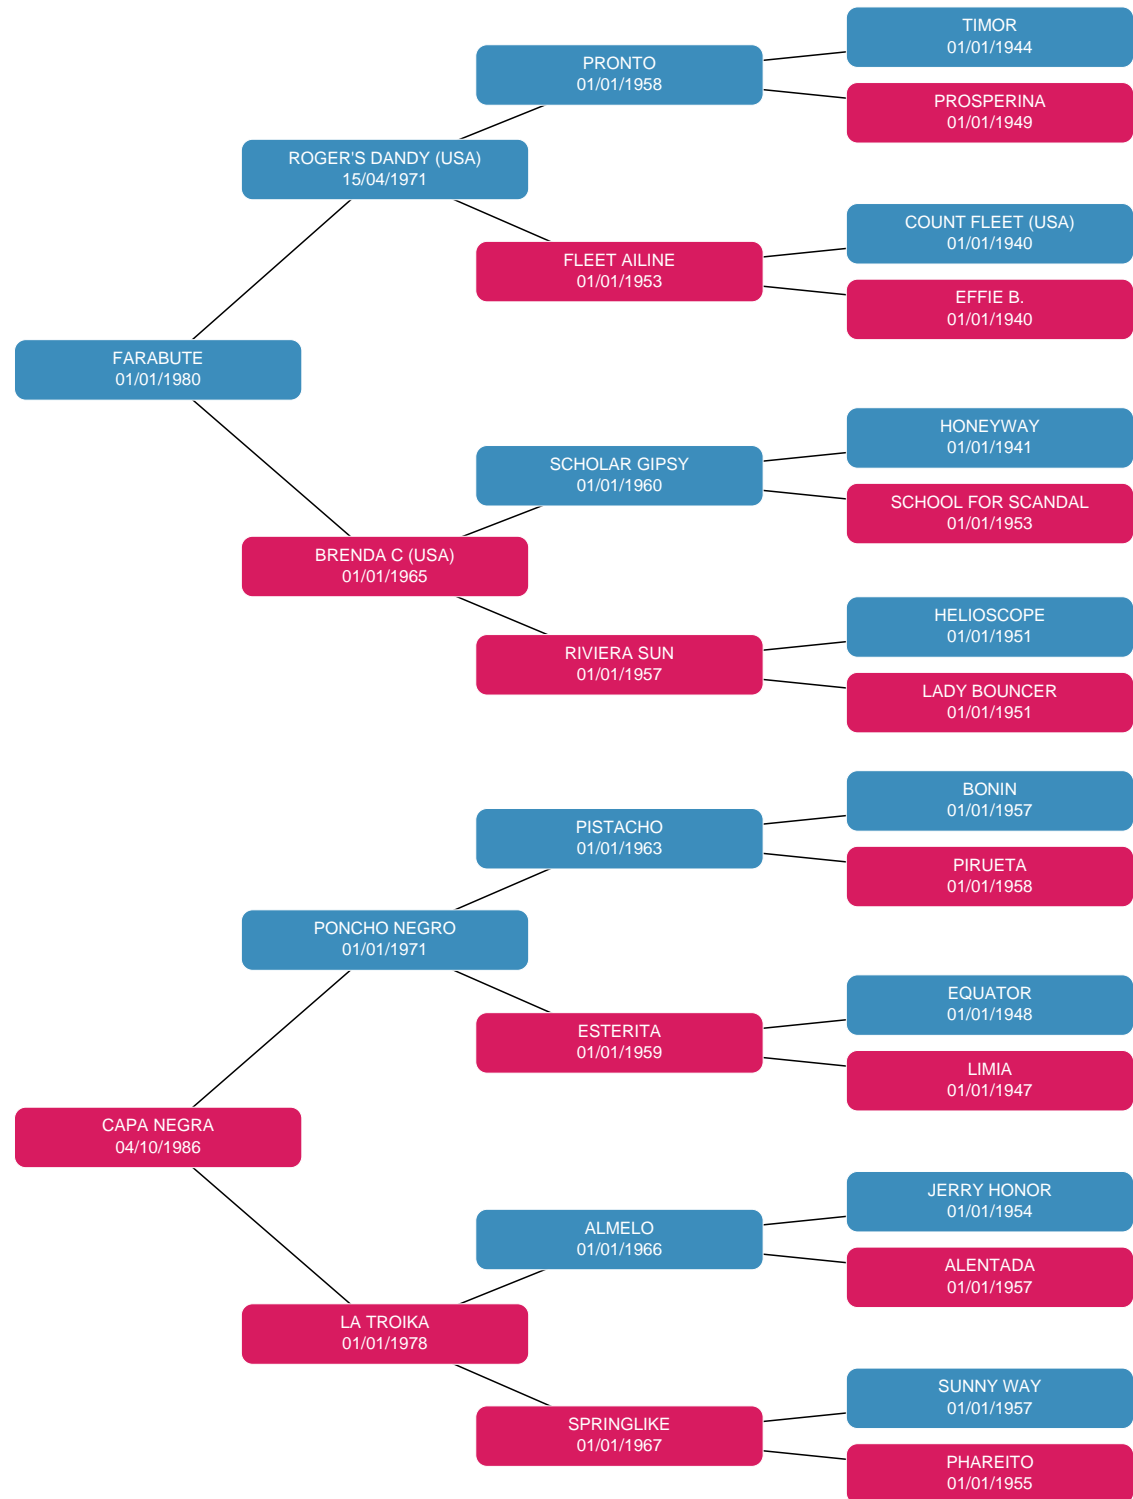 TIMOR
01/01/1944
PRONTO
01/01/1958
PROSPERINA
01/01/1949
ROGER'S DANDY (USA)
15/04/1971
COUNT FLEET (USA)
01/01/1940
FLEET AILINE
01/01/1953
EFFIE B.
01/01/1940
FARABUTE
01/01/1980
HONEYWAY
01/01/1941
SCHOLAR GIPSY
01/01/1960
SCHOOL FOR SCANDAL
01/01/1953
BRENDA C (USA)
01/01/1965
HELIOSCOPE
01/01/1951
RIVIERA SUN
01/01/1957
LADY BOUNCER
01/01/1951
BONIN
01/01/1957
PISTACHO
01/01/1963
PIRUETA
01/01/1958
PONCHO NEGRO
01/01/1971
EQUATOR
01/01/1948
ESTERITA
01/01/1959
LIMIA
01/01/1947
CAPA NEGRA
04/10/1986
JERRY HONOR
01/01/1954
ALMELO
01/01/1966
ALENTADA
01/01/1957
LA TROIKA
01/01/1978
SUNNY WAY
01/01/1957
SPRINGLIKE
01/01/1967
PHAREITO
01/01/1955